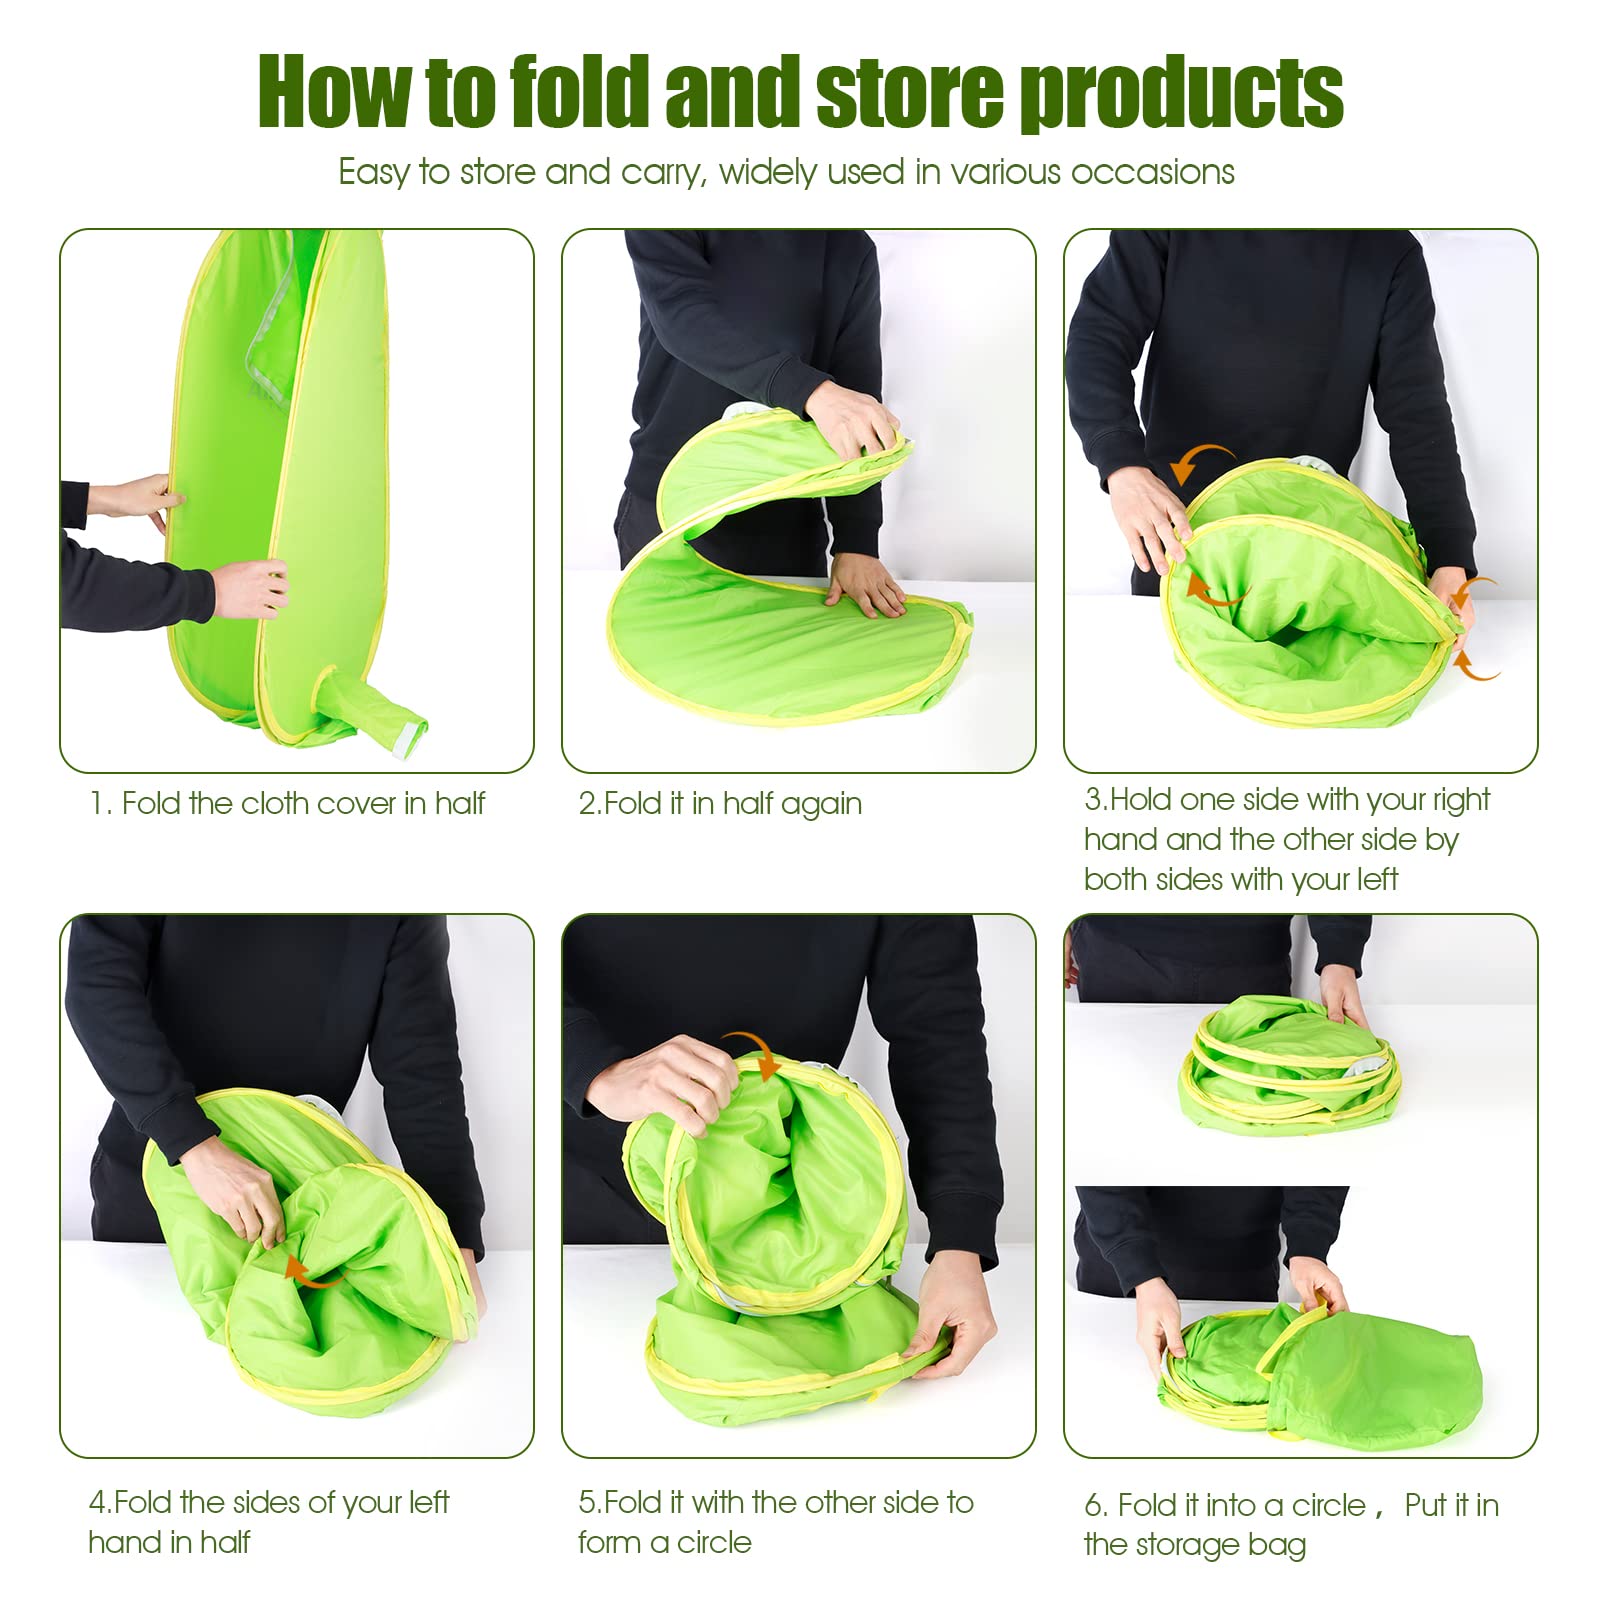 How to fold and store products
Easy to store and carry, widely used in various occasions
1. Fold the cloth cover in half
2.Fold it in half again
3.Hold one side with your right
hand and the other side by
both sides with your left
4.Fold the sides of your left
hand in half
5.Fold it with the other side to
form a circle
6. Fold it into a circle， Put it in
the storage bag